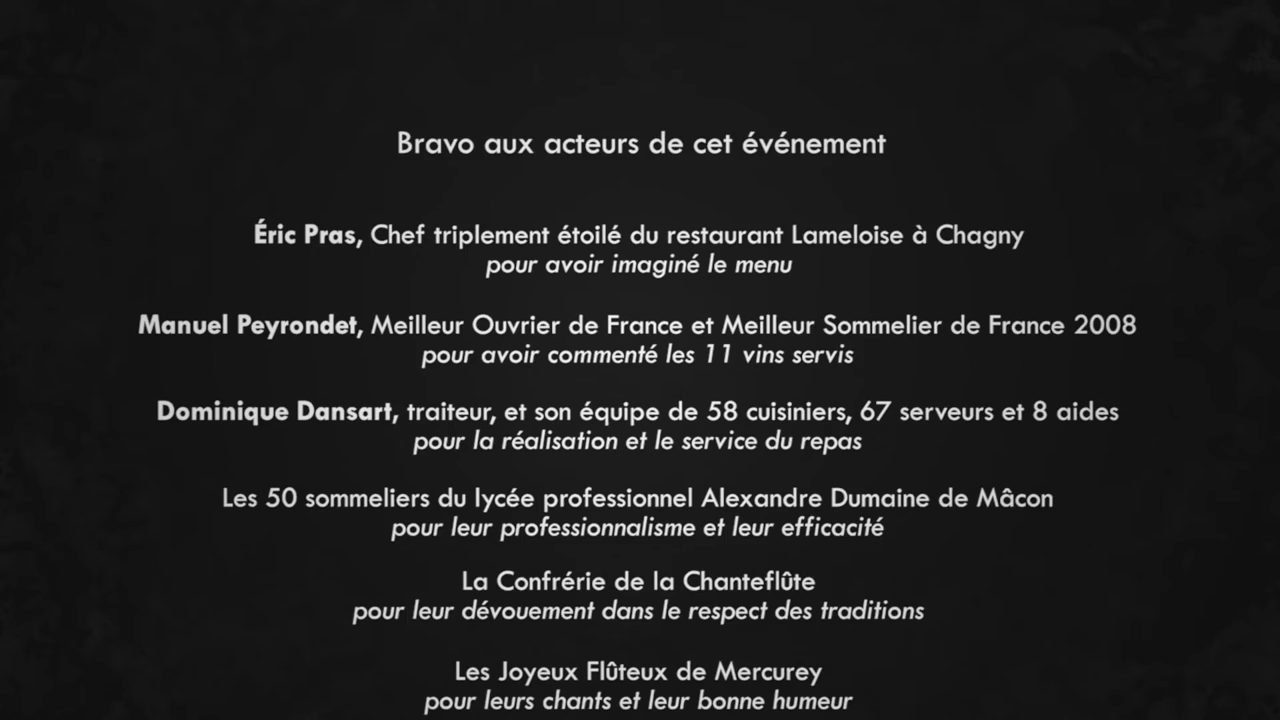 Bravo aux acteurs de cet événement
Éric Pras, Chef triplement étoilé du restaurant Lameloise à Chagny
pour avoir imaginé le menu
Manuel Peyrondet, Meilleur Ouvrier de France et Meilleur Sommelier de France 2008
pour avoir commenté les 11 vins servis
Dominique Dansart, traiteur, et son équipe de 58 cuisiniers, 67 serveurs et 8 aides
pour la réalisation et le service du repas
Les 50 sommeliers du lycée professionnel Alexandre Dumaine de Mâcon
pour leur professionnalisme et leur efficacité
La Confrérie de la Chanteflûte
pour leur dévouement dans le respect des traditions
Les Joyeux Flûteux de Mercurey
pour leurs chants et leur bonne humeur